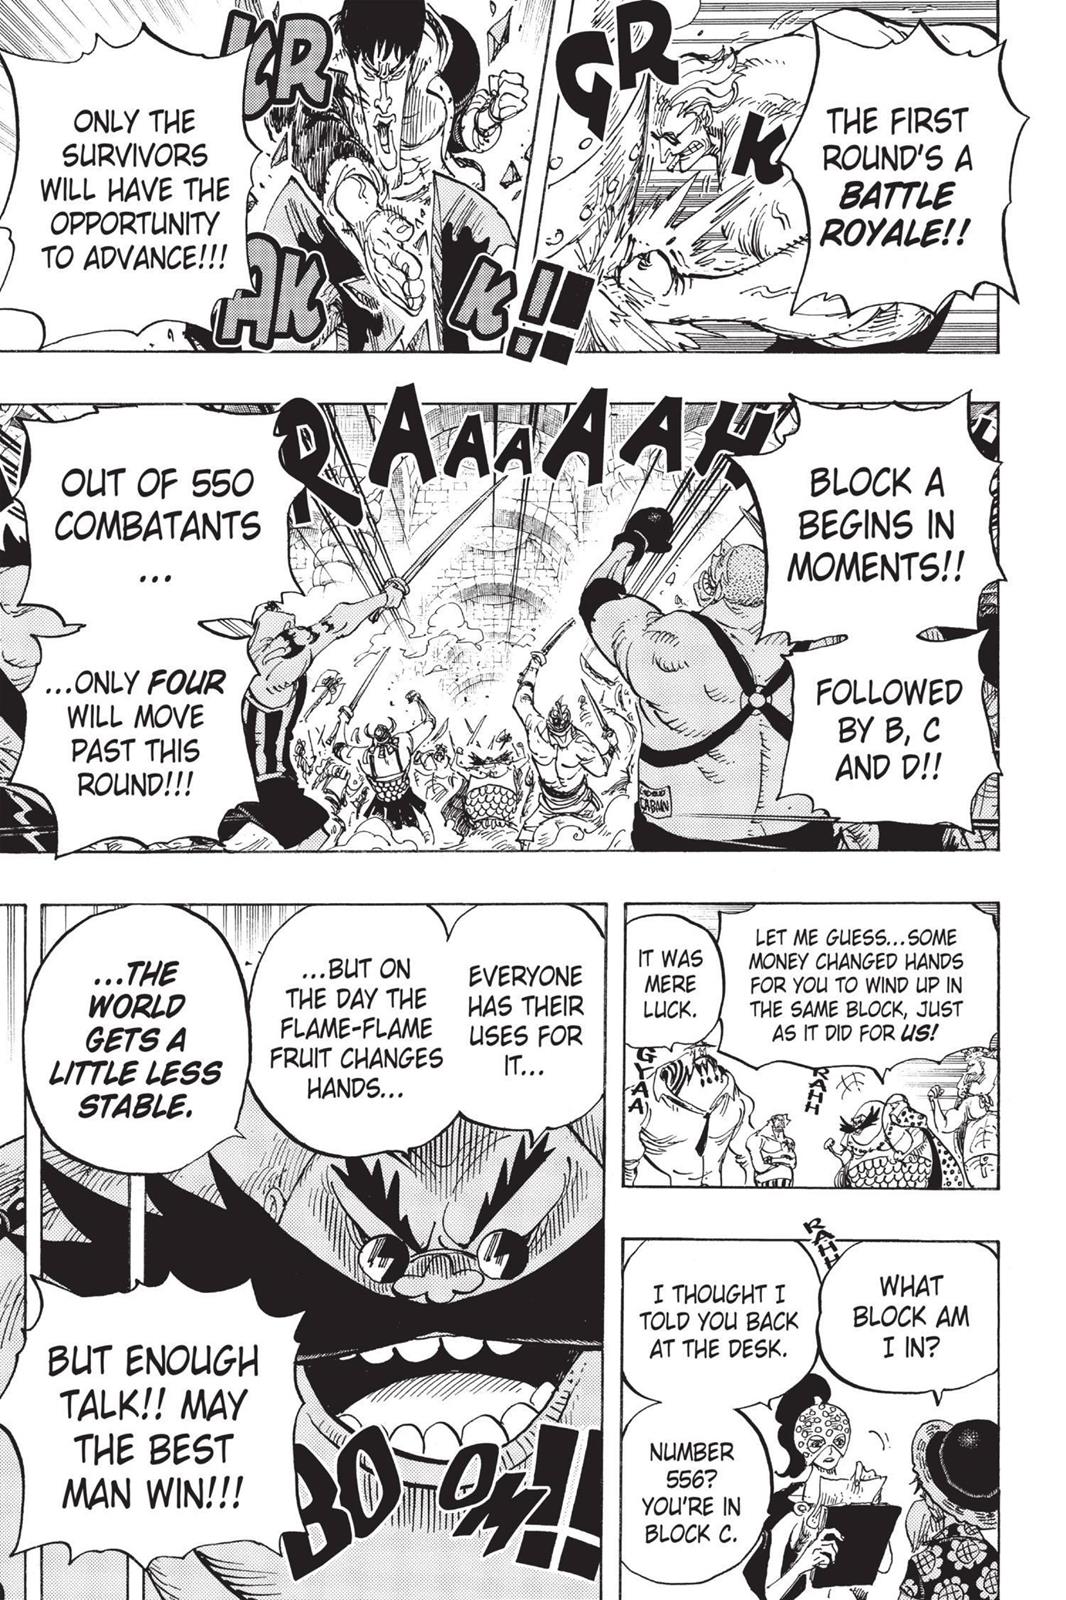 THE FIRST
ROUND'S A
BATTLE
ROYALE!!
GR
K
ONLY THE
SURVIVORS
WILL HAVE THE
OPPORTUNITY
TO ADVANCE!!!
KR
AK
K!!
BLOCK A
BEGINS IN
MOMENTS!!
FOLLOWED
BY B, C
AND D!!
RAAAAAAH
OUT OF 550
COMBATANTS
...
...ONLY FOUR
WILL MOVE
PAST THIS
ROUND!!!
LET ME GUESS...SOME
MONEY CHANGED HANDS
FOR YOU TO WIND UP IN
THE SAME BLOCK, JUST
AS IT DID FOR US!
IT WAS
MERE
LUCK.
RAHH
GYAA
RAHH
WHAT
BLOCK AM
I IN?
I THOUGHT I
TOLD YOU BACK
AT THE DESK.
NUMBER
556?
YOU'RE IN
BLOCK C.
EVERYONE
HAS THEIR
USES FOR
IT...
...BUT ON
THE DAY THE
FLAME-FLAME
FRUIT CHANGES
HANDS...
...THE
WORLD
GETS A
LITTLE LESS
STABLE.
BUT ENOUGH
TALK!! MAY
THE BEST
MAN WIN!!!
BOOM!!